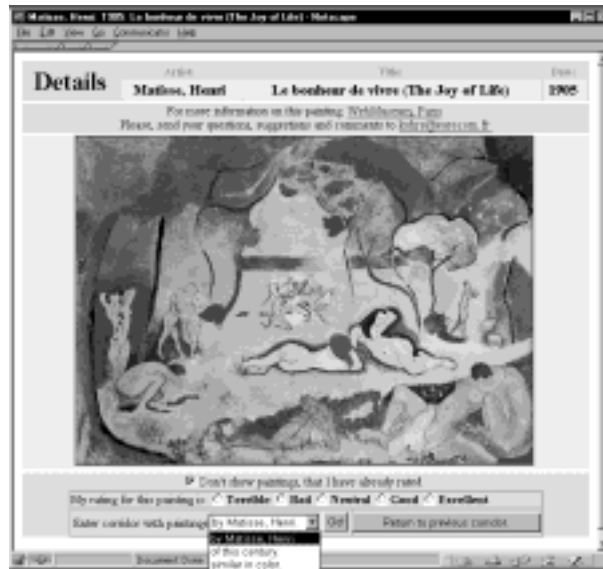 Matisse, Henri. 1905. Le bonheur de vivre (The Joy of Life) - Netscape
File Edit View Go Communicator Help
Artist: Title: Date:
Details Matisse, Henri Le bonheur de vivre (The Joy of Life) 1905
For more information on this painting: WebMuseum, Paris
Please, send your questions, suggestions and comments to
Don't show paintings, that I have already rated
My rating for this painting is: Terrible Bad Neutral Good Excellent
Enter corridor with paintings by Matisse, Henri Go! Return to previous corridor.
by Matisse, Henri
of this century.
similar in color.
Document: Done